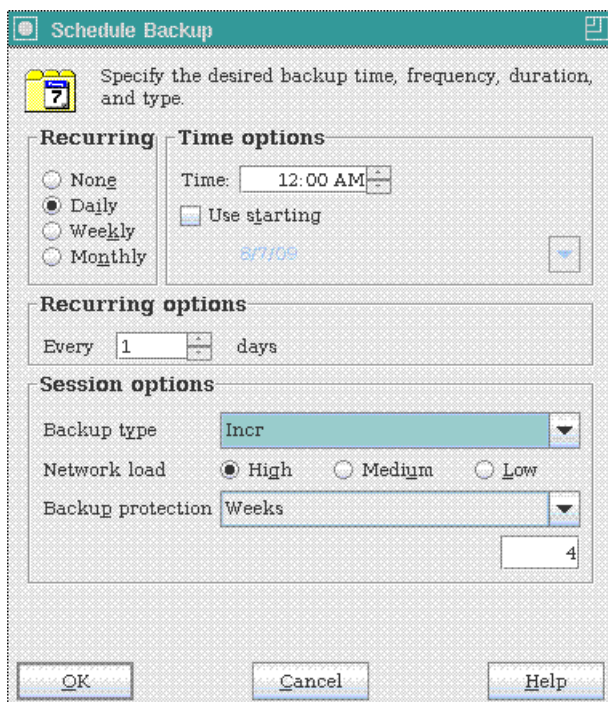 Schedule Backup
Specify the desired backup time, frequency, duration,
and type.
7
Recurring
None
Daily
Weekly
Monthly
Time options
Time: 12:00 AM
Use starting
8/7/09
Recurring options
Every 1 days
Session options
Backup type Incr
Network load High Medium Low
Backup protection Weeks
4
OK Cancel Help